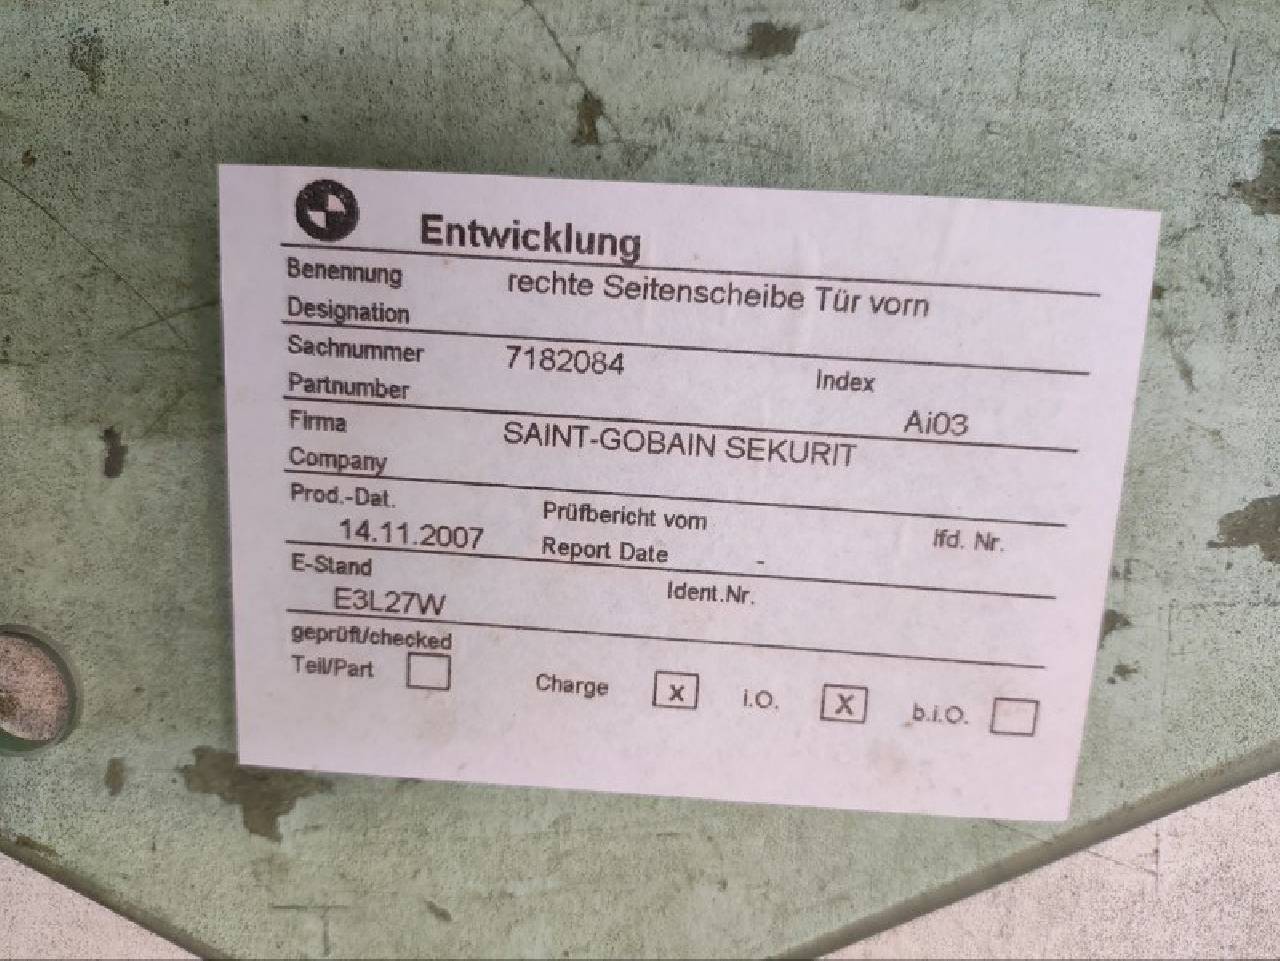 Entwicklung
Benennung rechte Seitenscheibe Tür vorn
Designation
Sachnummer 7182084 Index
Partnumber Ai03
Firma SAINT-GOBAIN SEKURIT
Company
Prod.-Dat. Prüfbericht vom lfd. Nr.
14.11.2007 Report Date -
E-Stand Ident.Nr.
E3L27W
geprüft/checked
Teil/Part Charge x i.O. X b.i.O.